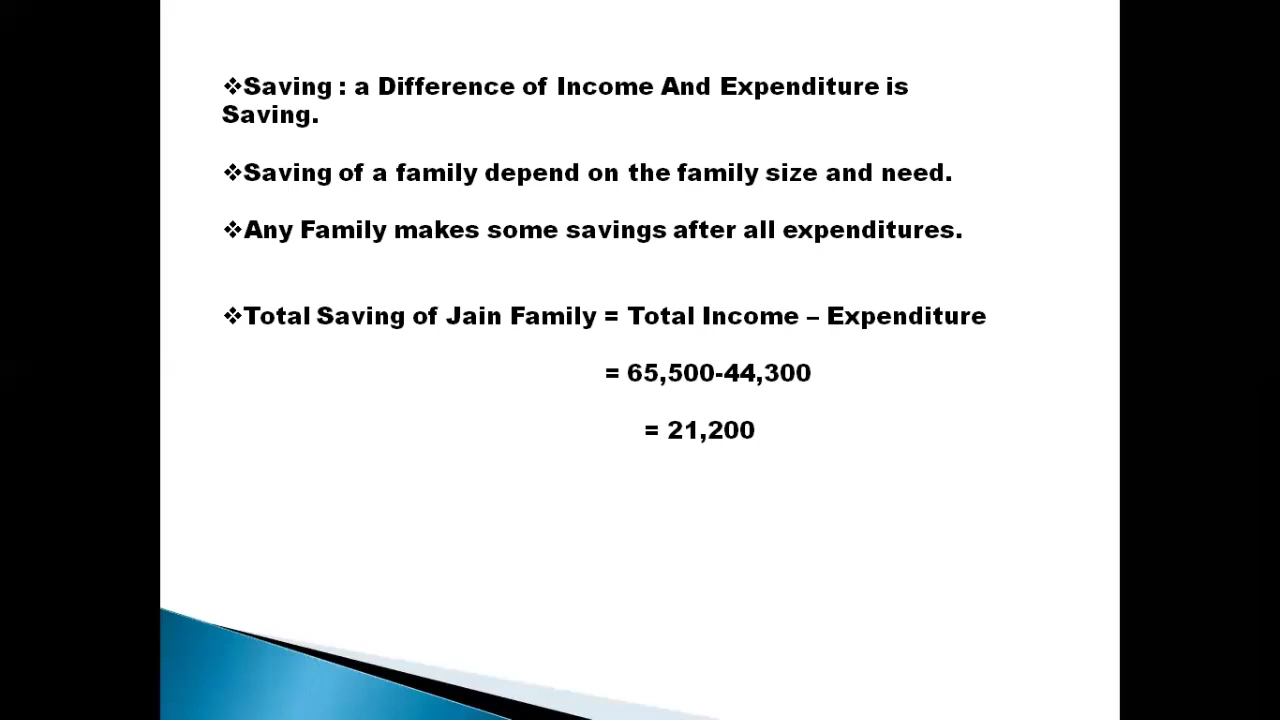 ❖Saving : a Difference of Income And Expenditure is
Saving.
❖Saving of a family depend on the family size and need.
❖Any Family makes some savings after all expenditures.
❖Total Saving of Jain Family = Total Income – Expenditure
= 65,500-44,300
= 21,200